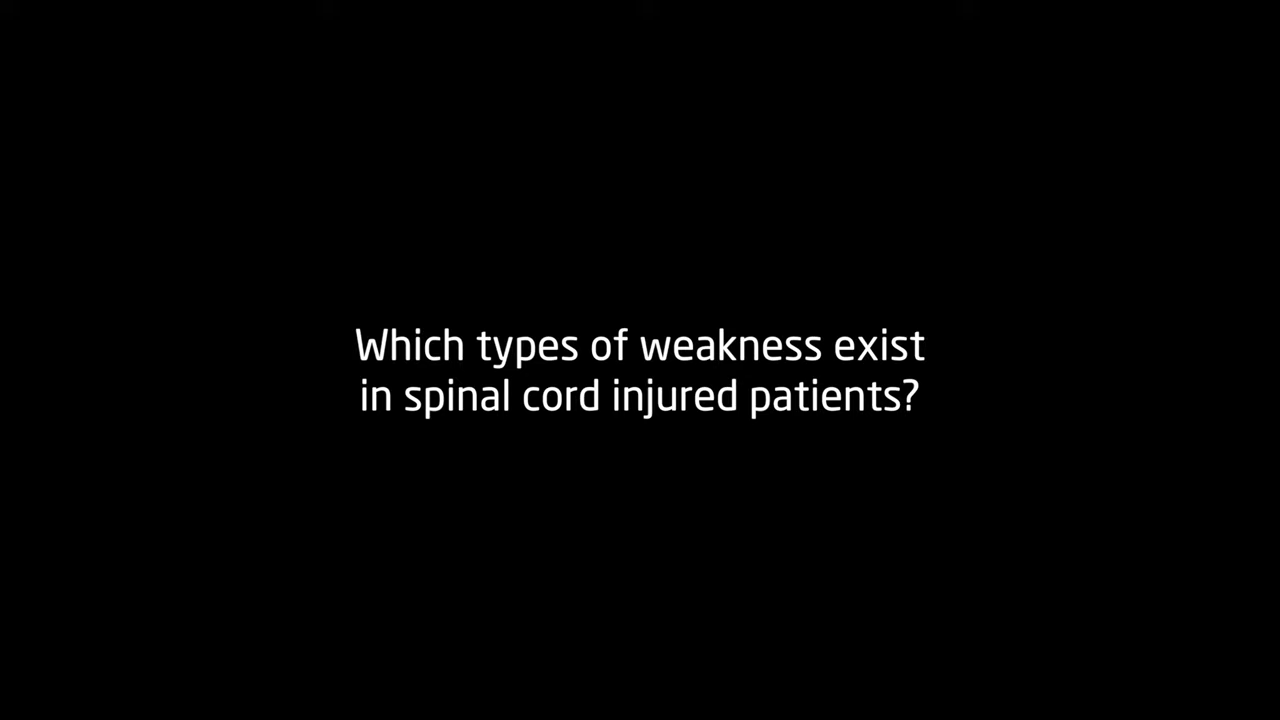 Which types of weakness exist
in spinal cord injured patients?